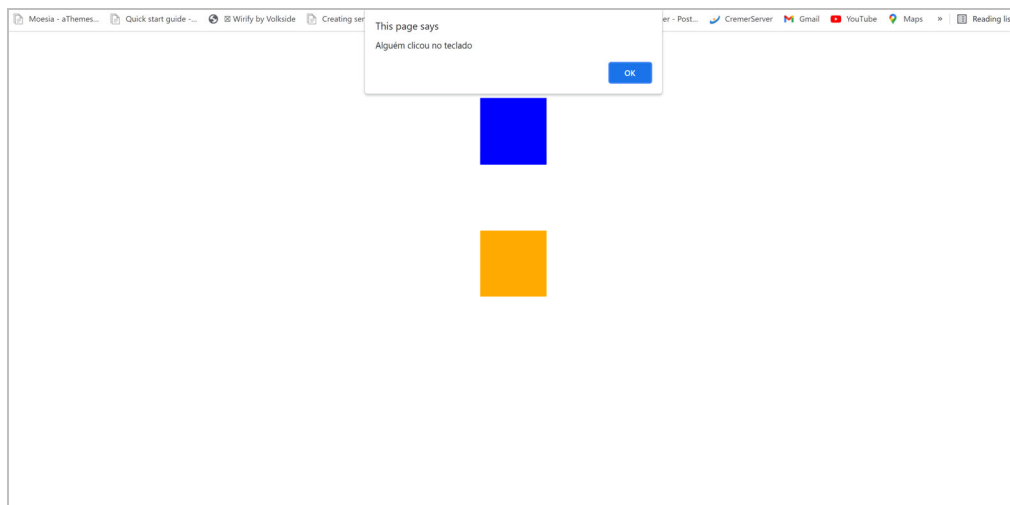 Moesia - aThemes... Quick start guide -... Wirify by Volkside Creating ser er - Post... CremerServer Gmail YouTube Maps » Reading lis
This page says
Alguém clicou no teclado
OK